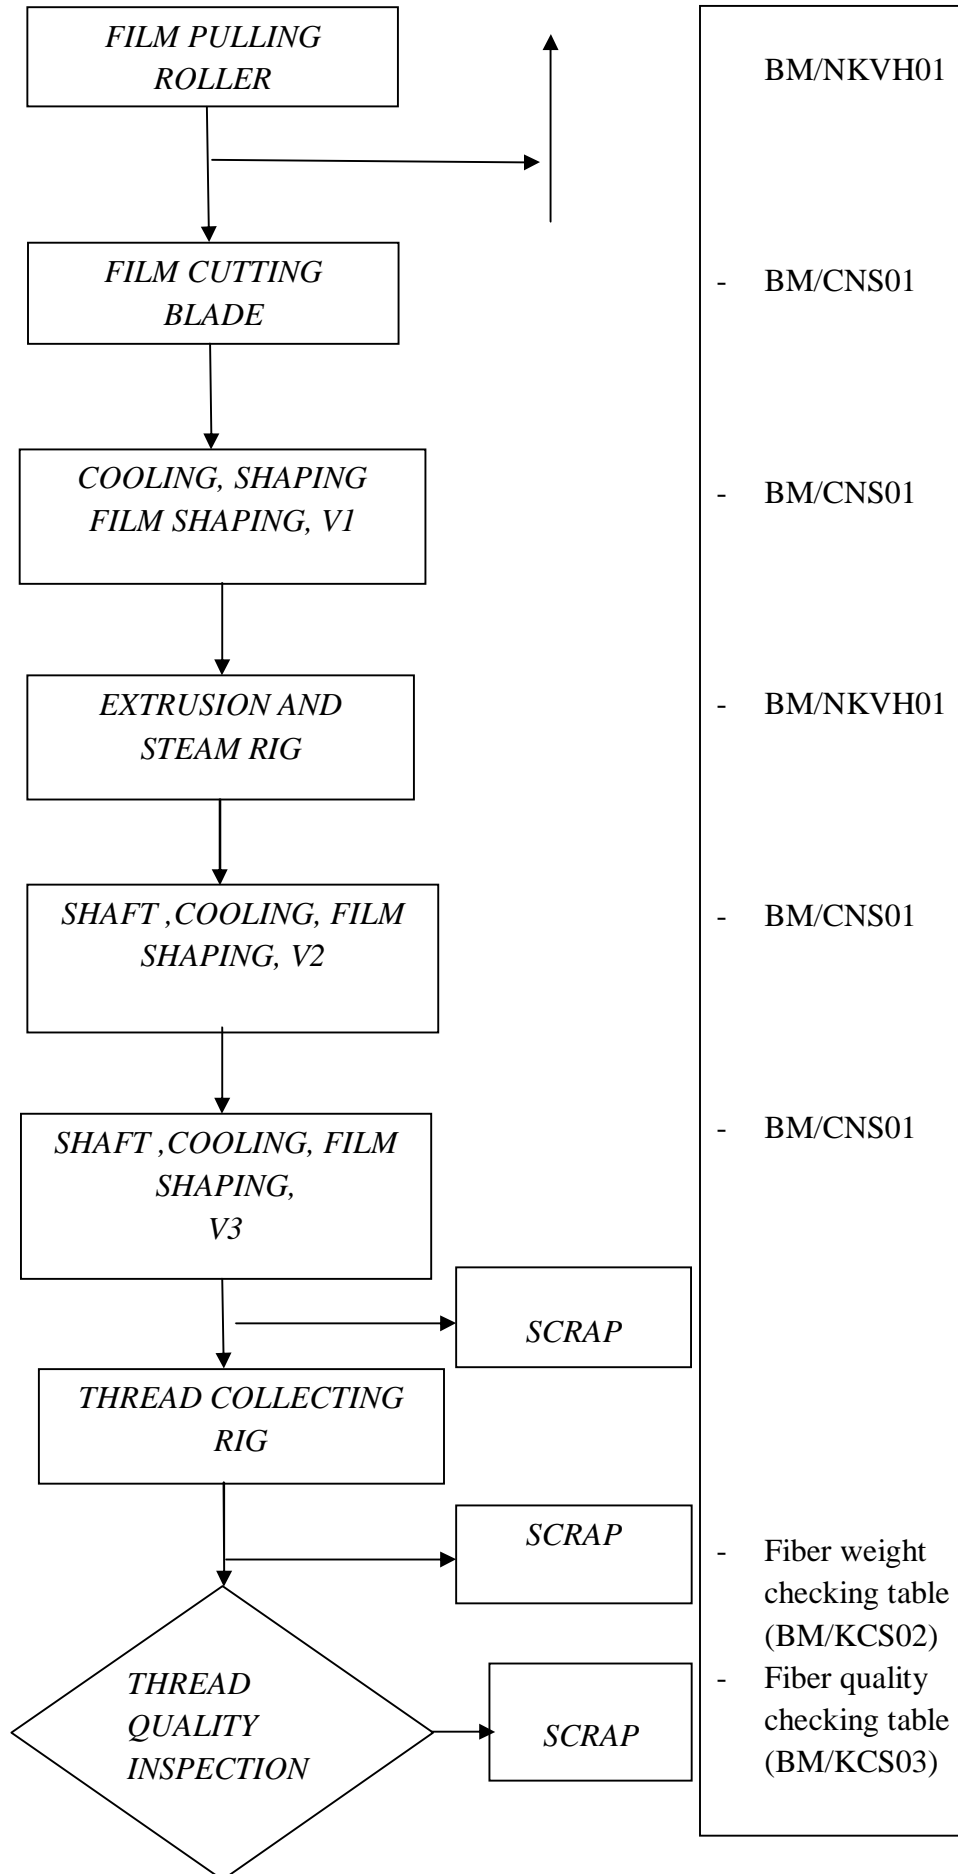 FILM PULLING
ROLLER
BM/NKVH01
FILM CUTTING
BLADE
- BM/CNS01
COOLING, SHAPING
FILM SHAPING, V1
- BM/CNS01
EXTRUSION AND
STEAM RIG
- BM/NKVH01
SHAFT ,COOLING, FILM
SHAPING, V2
- BM/CNS01
SHAFT ,COOLING, FILM
SHAPING,
V3
- BM/CNS01
SCRAP
THREAD COLLECTING
RIG
SCRAP
- Fiber weight
checking table
(BM/KCS02)
THREAD
QUALITY
INSPECTION
SCRAP
- Fiber quality
checking table
(BM/KCS03)